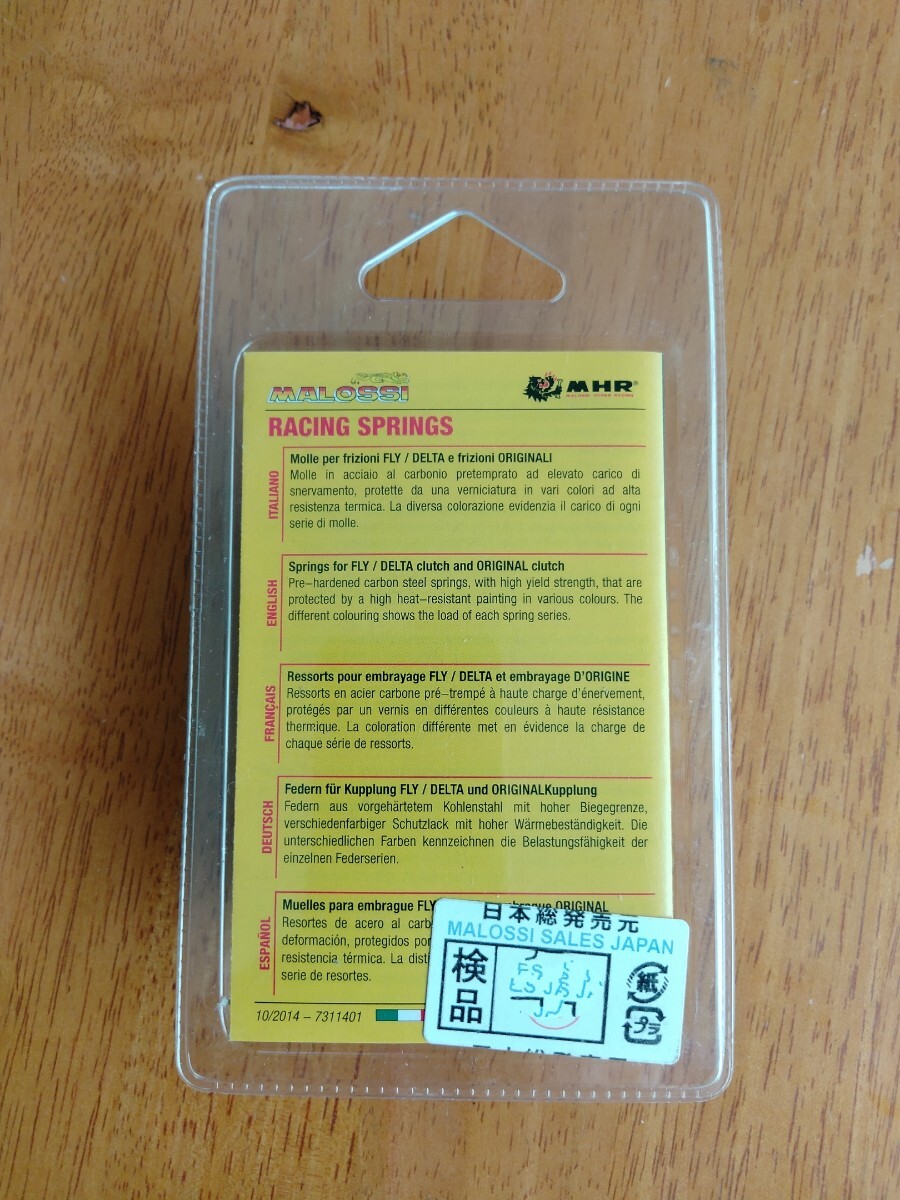 MALOSSI
MHR®
MALOSSI HYPER RACING
RACING SPRINGS
ITALIANO
Molle per frizioni FLY / DELTA e frizioni ORIGINALI
Molle in acciaio al carbonio pretemprato ad elevato carico di
snervamento, protette da una verniciatura in vari colori ad alta
resistenza termica. La diversa colorazione evidenzia il carico di ogni
serie di molle.
ENGLISH
Springs for FLY / DELTA clutch and ORIGINAL clutch
Pre–hardened carbon steel springs, with high yield strength, that are
protected by a high heat–resistant painting in various colours. The
different colouring shows the load of each spring series.
FRANÇAIS
Ressorts pour embrayage FLY / DELTA et embrayage D'ORIGINE
Ressorts en acier carbone pré–trempé à haute charge d'énervement,
protégés par un vernis en différentes couleurs à haute résistance
thermique. La coloration différente met en évidence la charge de
chaque série de ressorts.
DEUTSCH
Federn für Kupplung FLY / DELTA und ORIGINALKupplung
Federn aus vorgehärtetem Kohlenstahl mit hoher Biegegrenze,
verschiedenfarbiger Schutzlack mit hoher Wärmebeständigkeit. Die
unterschiedlichen Farben kennzeichnen die Belastungsfähigkeit der
einzelnen Federserien.
ESPAÑOL
Muelles para embrague FLY ORIGINAL
Resortes de acero al carb
deformación, protegidos por
resistencia térmica. La disti
serie de resortes.
10/2014 – 7311401
日本総発売元
MALOSSI SALES JAPAN
検品
紙
プラ